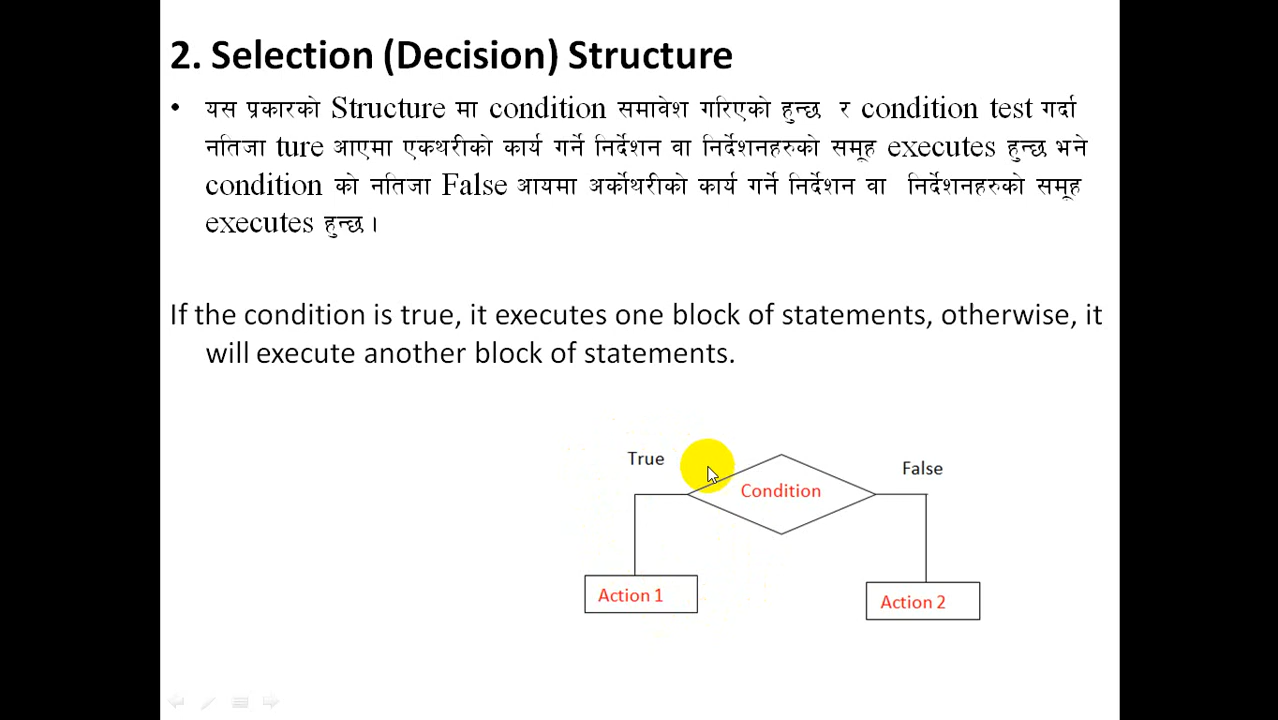 2. Selection (Decision) Structure
• यस प्रकारको Structure मा condition समावेश गरिएको हुन्छ र condition test गर्दा
नतिजा ture आएमा एकथरीको कार्य गर्ने निर्देशन वा निर्देशनहरुको समूह executes हुन्छ भने
condition को नतिजा False आयमा अर्कोथरीको कार्य गर्ने निर्देशन वा निर्देशनहरुको समूह
executes हुन्छ ।
If the condition is true, it executes one block of statements, otherwise, it
will execute another block of statements.
True
False
Condition
Action 1
Action 2